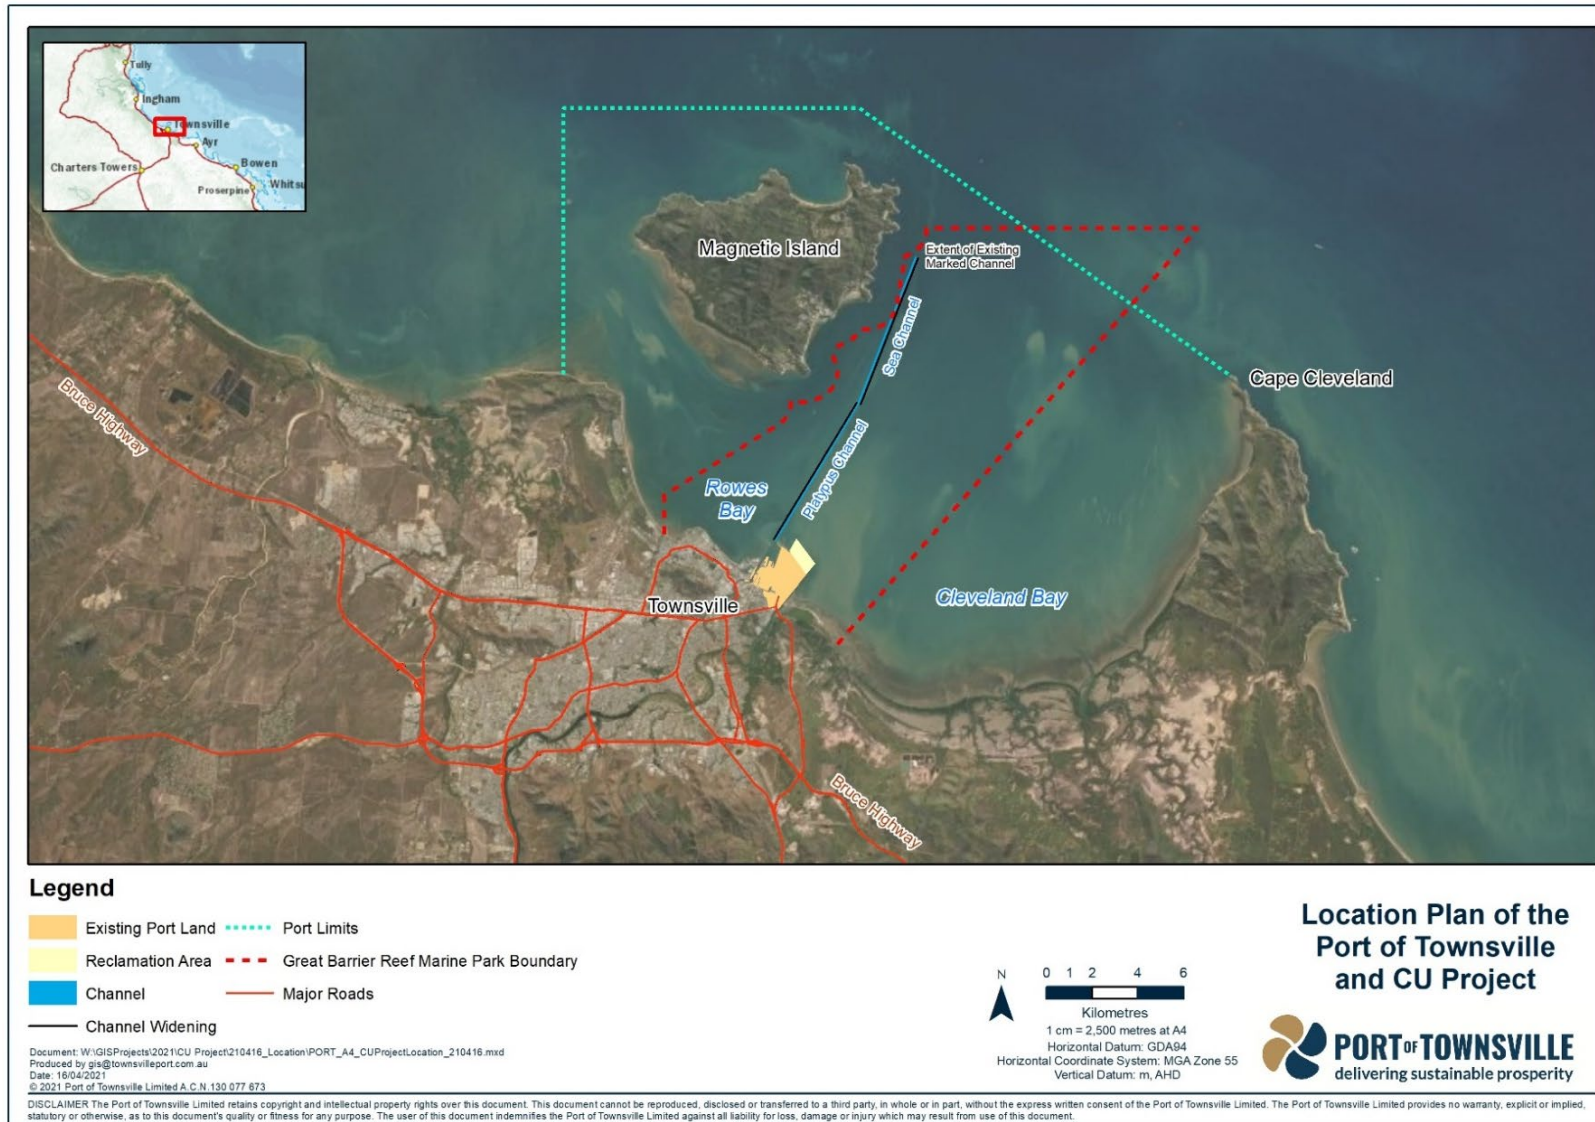 Tully
Ingham
Townsville
Ayr
Charters Towers
Bowen
Proserpine
Whitsu
Magnetic Island
Extent of Existing
Marked Channel
Sea Channel
Cape Cleveland
Bruce Highway
Platypus Channel
Rowes
Bay
Cleveland Bay
Townsville
Bruce Highway
Legend
Existing Port Land
Port Limits
Reclamation Area
Great Barrier Reef Marine Park Boundary
Channel
Major Roads
Channel Widening
Document: W:\GISProjects\2021\CU Project\210416_Location\PORT_A4_CUProjectLocation_210416.mxd
Produced by gis@townsvilleport.com.au
Date: 16/04/2021
© 2021 Port of Townsville Limited A.C.N.130 077 673
N
0 1 2 4 6
Kilometres
1 cm = 2,500 metres at A4
Horizontal Datum: GDA94
Horizontal Coordinate System: MGA Zone 55
Vertical Datum: m, AHD
Location Plan of the
Port of Townsville
and CU Project
PORT OF TOWNSVILLE
delivering sustainable prosperity
DISCLAIMER The Port of Townsville Limited retains copyright and intellectual property rights over this document. This document cannot be reproduced, disclosed or transferred to a third party, in whole or in part, without the express written consent of the Port of Townsville Limited. The Port of Townsville Limited provides no warranty, explicit or implied,
statutory or otherwise, as to this document's quality or fitness for any purpose. The user of this document indemnifies the Port of Townsville Limited against all liability for loss, damage or injury which may result from use of this document.